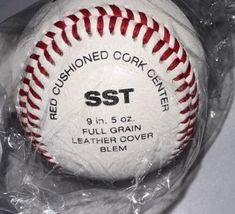 RED CUSHIONED CORK CENTER
SST
9 in. 5 oz.
FULL GRAIN
LEATHER COVER
BLEM